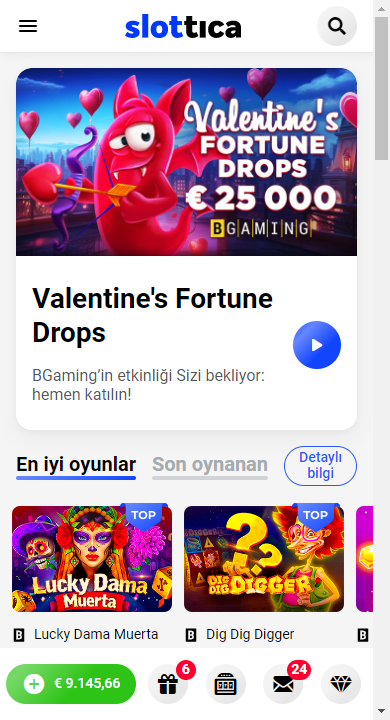 slottica
Valentine's
FORTUNE
DROPS
€ 25 000
BGAMING
Valentine's Fortune
Drops
BGaming’in etkinliği Sizi bekliyor:
hemen katılın!
En iyi oyunlar
Son oynanan
Detaylı
bilgi
TOP
TOP
Lucky Dama
Muerta
DIG DIG
DIGGER
B Lucky Dama Muerta
B Dig Dig Digger
B
€ 9.145,66
6
24